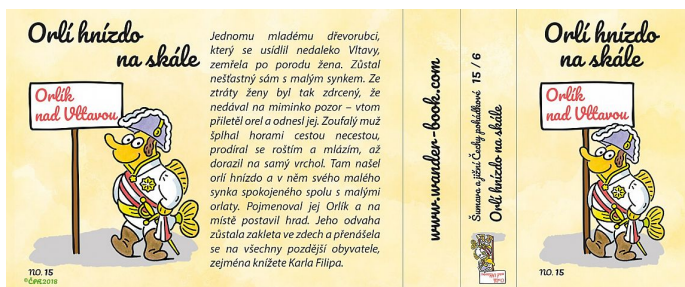 Orlí hnízdo
na skále
Orlík
nad Vltavou
NO. 15
©ČPR2018
Jednomu mladému dřevorubci,
který se usídlil nedaleko Vltavy,
zemřela po porodu žena. Zůstal
nešťastný sám s malým synkem. Ze
ztráty ženy byl tak zdrcený, že
nedával na miminko pozor – vtom
přiletěl orel a odnesl jej. Zoufalý muž
šplhal horami cestou necestou,
prodíral se roštím a mlázím, až
dorazil na samý vrchol. Tam našel
orlí hnízdo a v něm svého malého
synka spokojeného spolu s malými
orlaty. Pojmenoval jej Orlík a na
místě postavil hrad. Jeho odvaha
zůstala zakleta ve zdech a přenášela
se na všechny pozdější obyvatele,
zejména knížete Karla Filipa.
www.wander-book.com
Šumava a jižní Čechy pohádkové 15 / 6
Orlí hnízdo na skále
Orlí hnízdo
na skále
Orlík
nad Vltavou
NO. 15